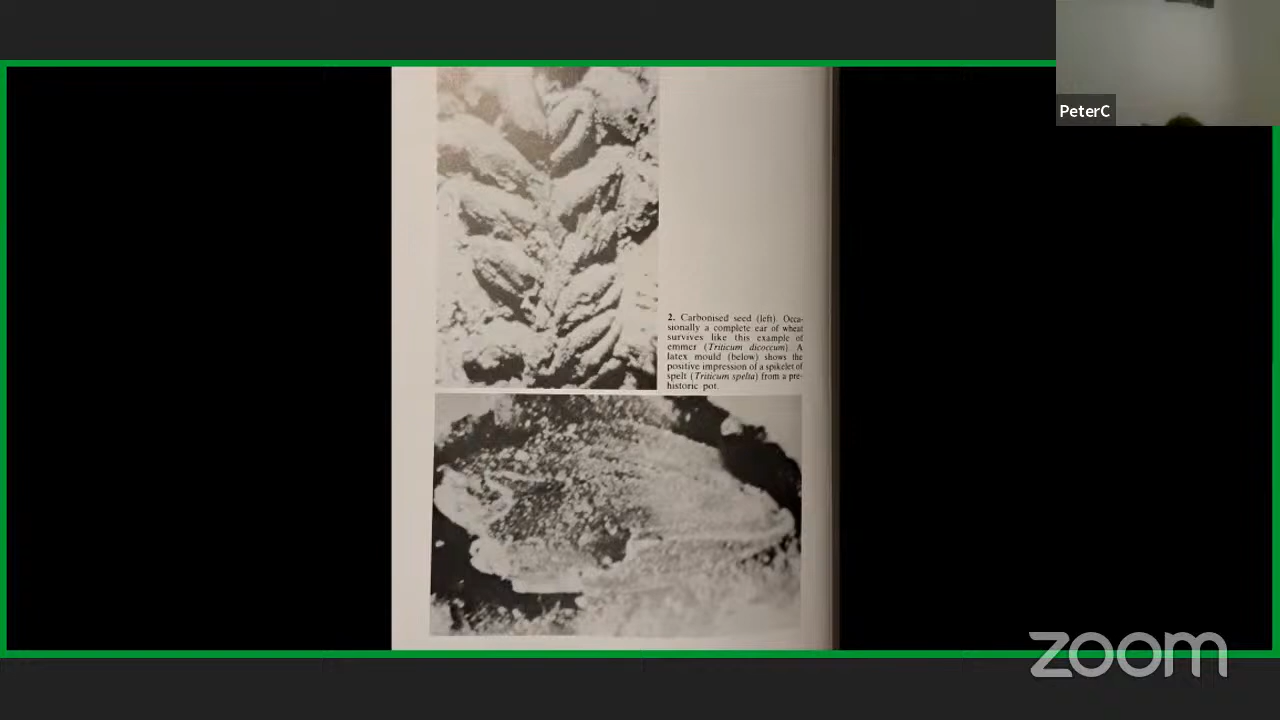 PeterC
2. Carbonised seed (left). Occa-
sionally a complete ear of wheat
survives like this example of
emmer (Triticum dicoccum). A
latex mould (below) shows the
positive impression of a spikelet of
spelt (Triticum spelta) from a pre-
historic pot.
zoom